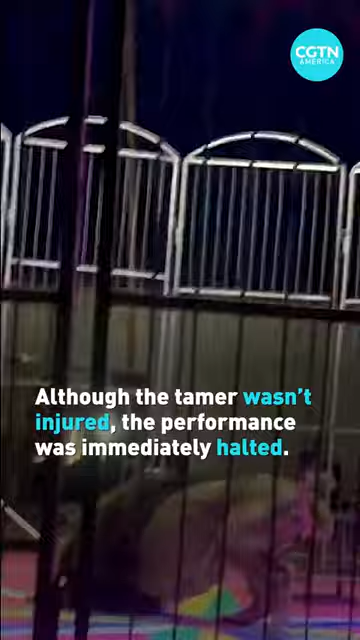 CGTN
AMERICA
Although the tamer wasn't
injured, the performance
was immediately halted.